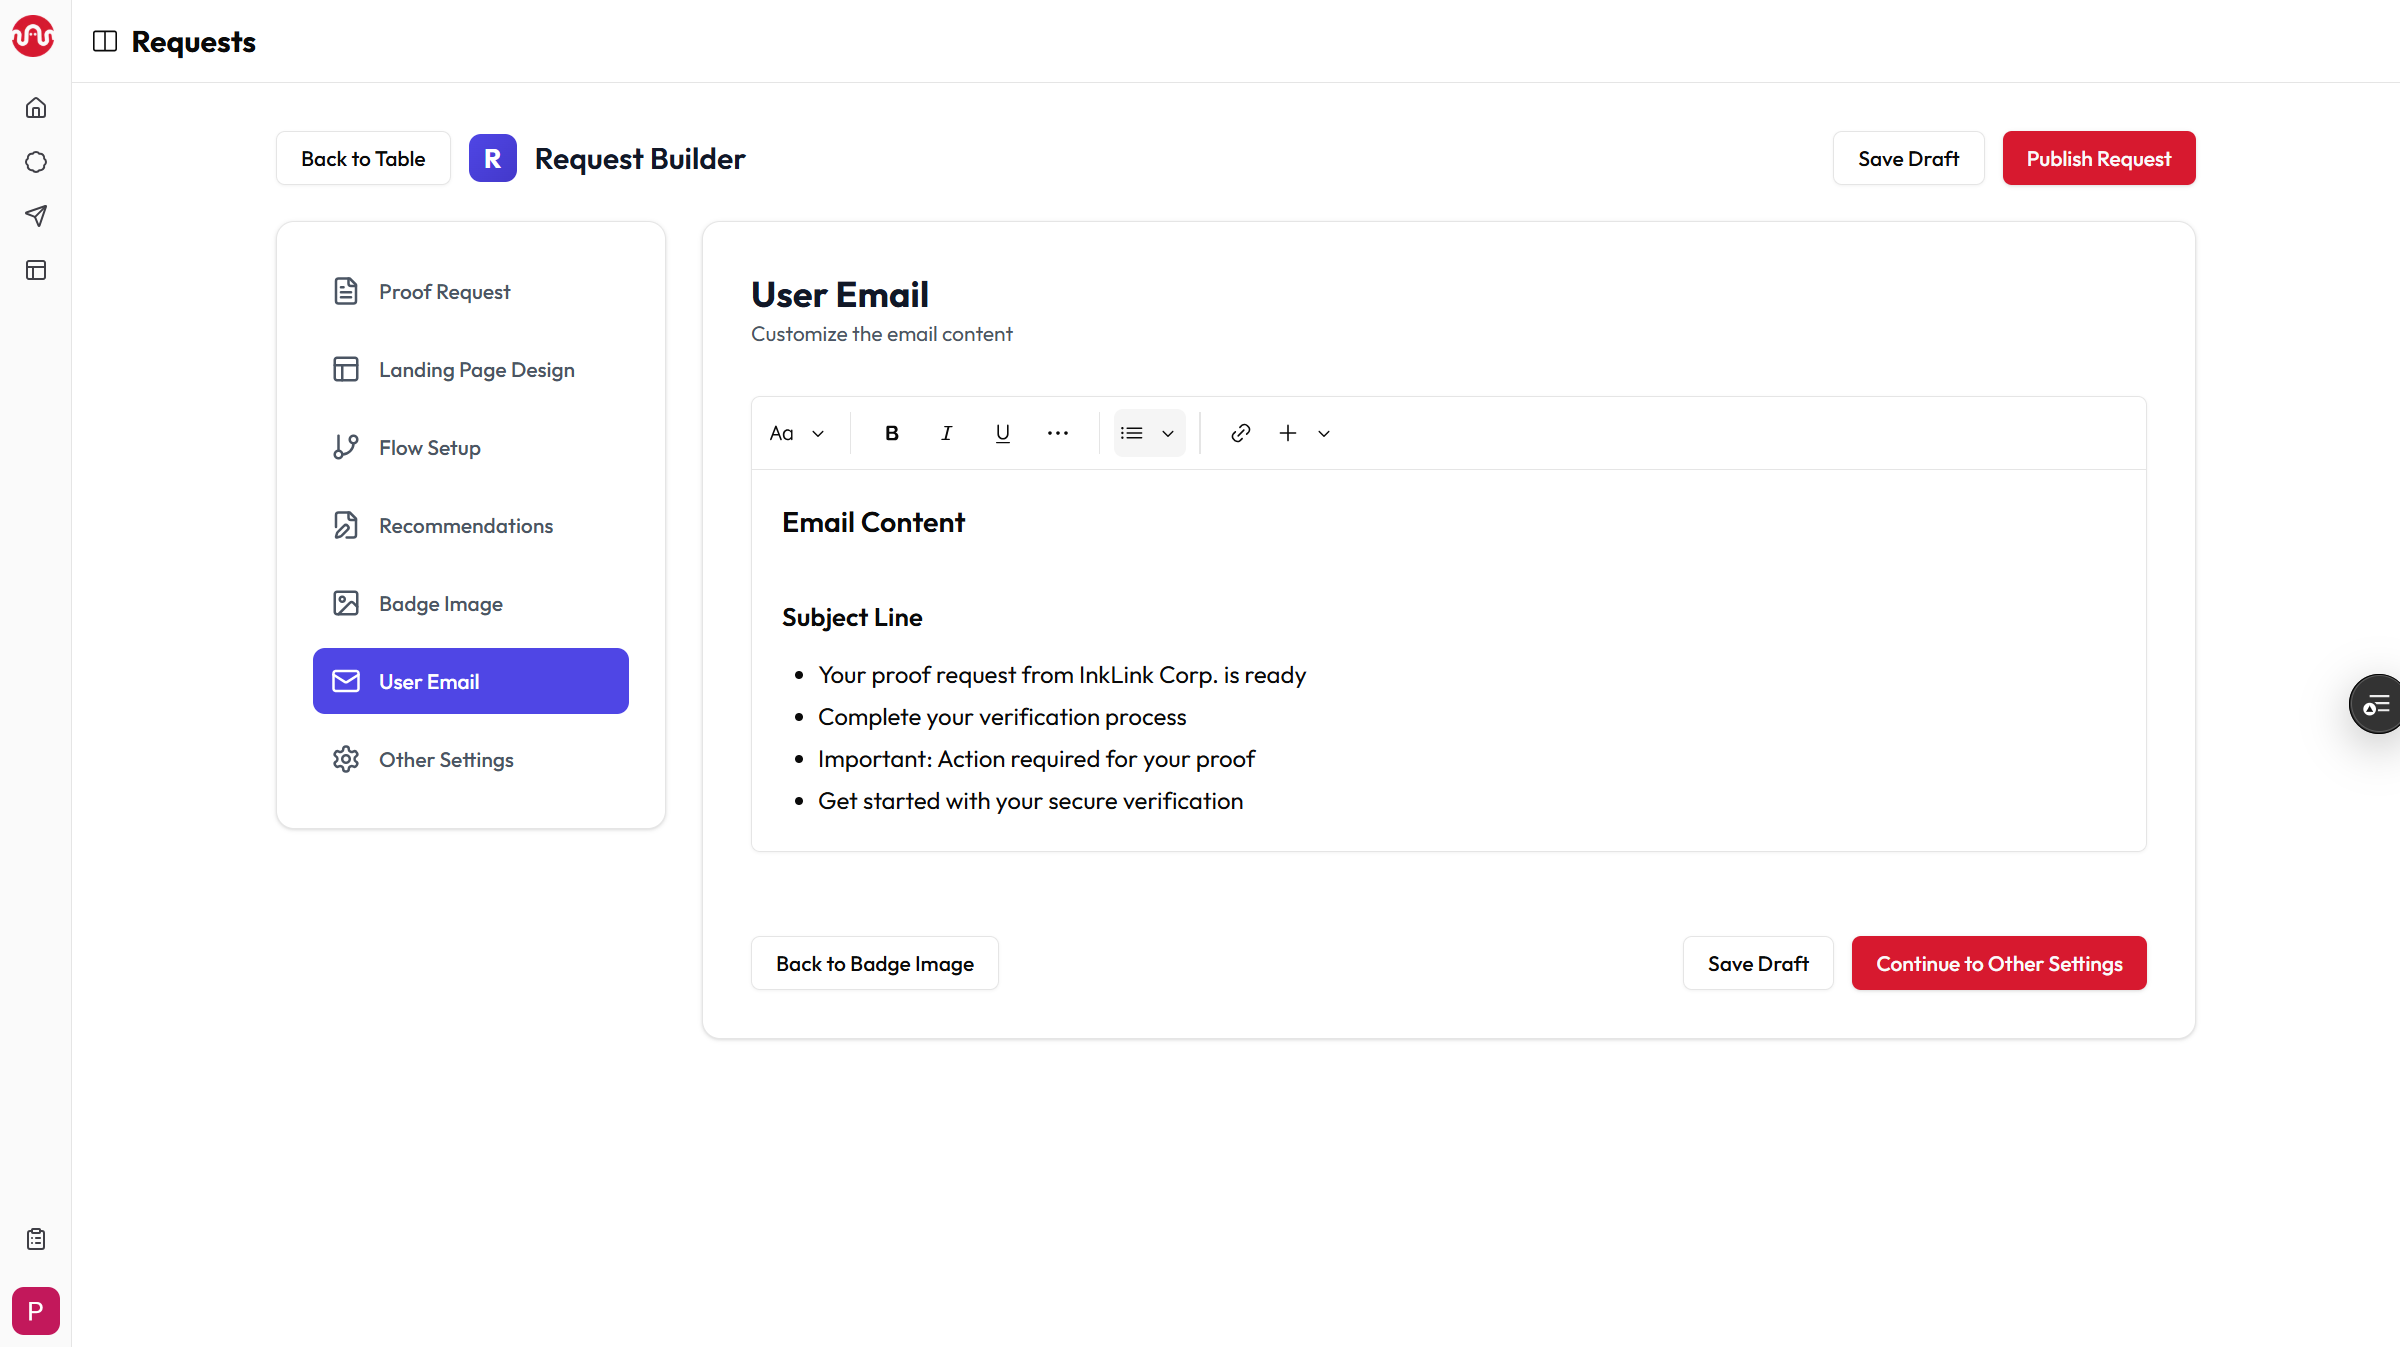 Requests
Back to Table
R
Request Builder
Save Draft
Publish Request
Proof Request
Landing Page Design
Flow Setup
Recommendations
Badge Image
User Email
Other Settings
User Email
Customize the email content
Aa
B I U
Email Content
Subject Line
Your proof request from InkLink Corp. is ready
Complete your verification process
Important: Action required for your proof
Get started with your secure verification
Back to Badge Image
Save Draft
Continue to Other Settings
P